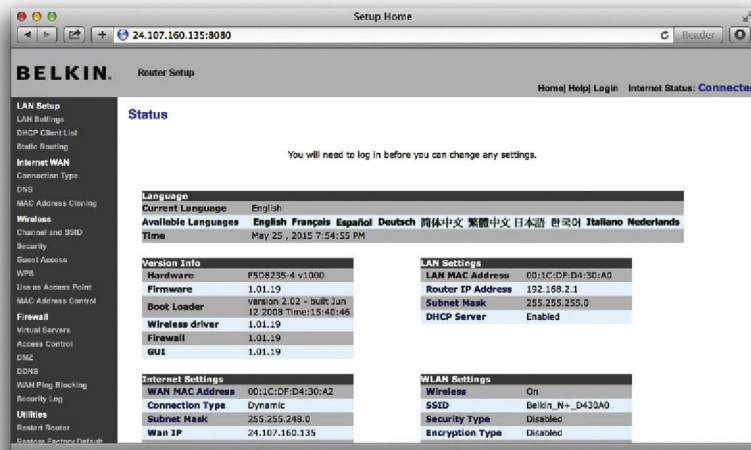 Setup Home
24.107.160.135:8080
Reader
BELKIN.
Router Setup
Home| Help| Login Internet Status: Connected
LAN Setup
LAN Settings
DHCP Client List
Static Routing
Internet WAN
Connection Type
DNS
MAC Address Cloning
Wireless
Channel and SSID
Security
Guest Access
WPS
Use as Access Point
MAC Address Control
Firewall
Virtual Servers
Access Control
DMZ
DDNS
WAN Ping Blocking
Security Log
Utilities
Restart Router
Restore Factory Default
Status
You will need to log in before you can change any settings.
Language
Current Language English
Available Languages English Français Español Deutsch 简体中文 繁體中文 日本語 한국어 Italiano Nederlands
Time May 25 , 2015 7:54:55 PM
Version Info
Hardware F5D8235-4 v1000
Firmware 1.01.19
Boot Loader version 2.02 - built Jun
12 2008 Time:15:40:46
Wireless driver 1.01.19
Firewall 1.01.19
GUI 1.01.19
LAN Settings
LAN MAC Address 00:1C:DF:D4:30:A0
Router IP Address 192.168.2.1
Subnet Mask 255.255.255.0
DHCP Server Enabled
Internet Settings
WAN MAC Address 00:1C:DF:D4:30:A2
Connection Type Dynamic
Subnet Mask 255.255.248.0
Wan IP 24.107.160.135
WLAN Settings
Wireless On
SSID Belkin_N+_D430A0
Security Type Disabled
Encryption Type Disabled